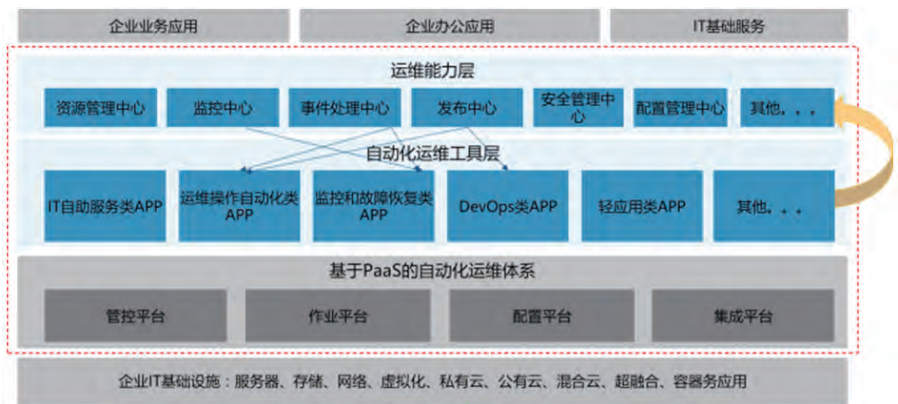 企业业务应用
企业办公应用
IT基础服务
运维能力层
资源管理中心
监控中心
事件处理中心
发布中心
安全管理中
心
配置管理中心
其他。。。
自动化运维工具层
IT自助服务类APP
运维操作自动化类
APP
监控和故障恢复类
APP
DevOps类APP
轻应用类APP
其他。。。
基于PaaS的自动化运维体系
管控平台
作业平台
配置平台
集成平台
企业IT基础设施：服务器、存储、网络、虚拟化、私有云、公有云、混合云、超融合、容器务应用